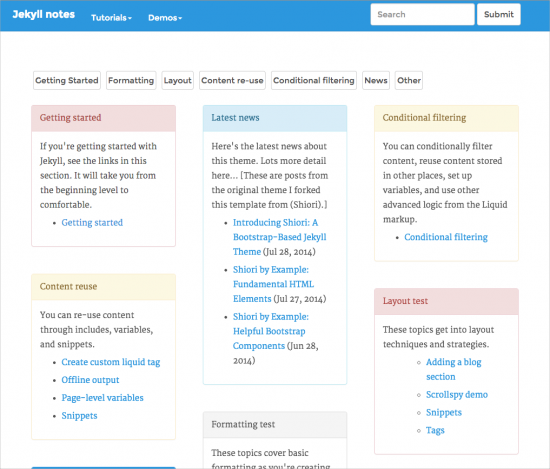 Jekyll notes Tutorials Demos Search Submit
Getting Started Formatting Layout Content re-use Conditional filtering News Other
Getting started
If you're getting started with
Jekyll, see the links in this
section. It will take you from
the beginning level to
comfortable.
Getting started
Content reuse
You can re-use content
through includes, variables,
and snippets.
Create custom liquid tag
Offline output
Page-level variables
Snippets
Latest news
Here's the latest news about
this theme. Lots more detail
here... [These are posts from
the original theme I forked
this template from (Shiori).]
Introducing Shiori: A
Bootstrap-Based Jekyll
Theme (Jul 28, 2014)
Shiori by Example:
Fundamental HTML
Elements (Jul 27, 2014)
Shiori by Example:
Helpful Bootstrap
Components (Jun 28,
2014)
Formatting test
These topics cover basic
formatting as you're creating
Conditional filtering
You can conditionally filter
content, reuse content stored
in other places, set up
variables, and use other
advanced logic from the Liquid
markup.
Conditional filtering
Layout test
These topics get into layout
techniques and strategies.
Adding a blog
section
Scrollspy demo
Snippets
Tags